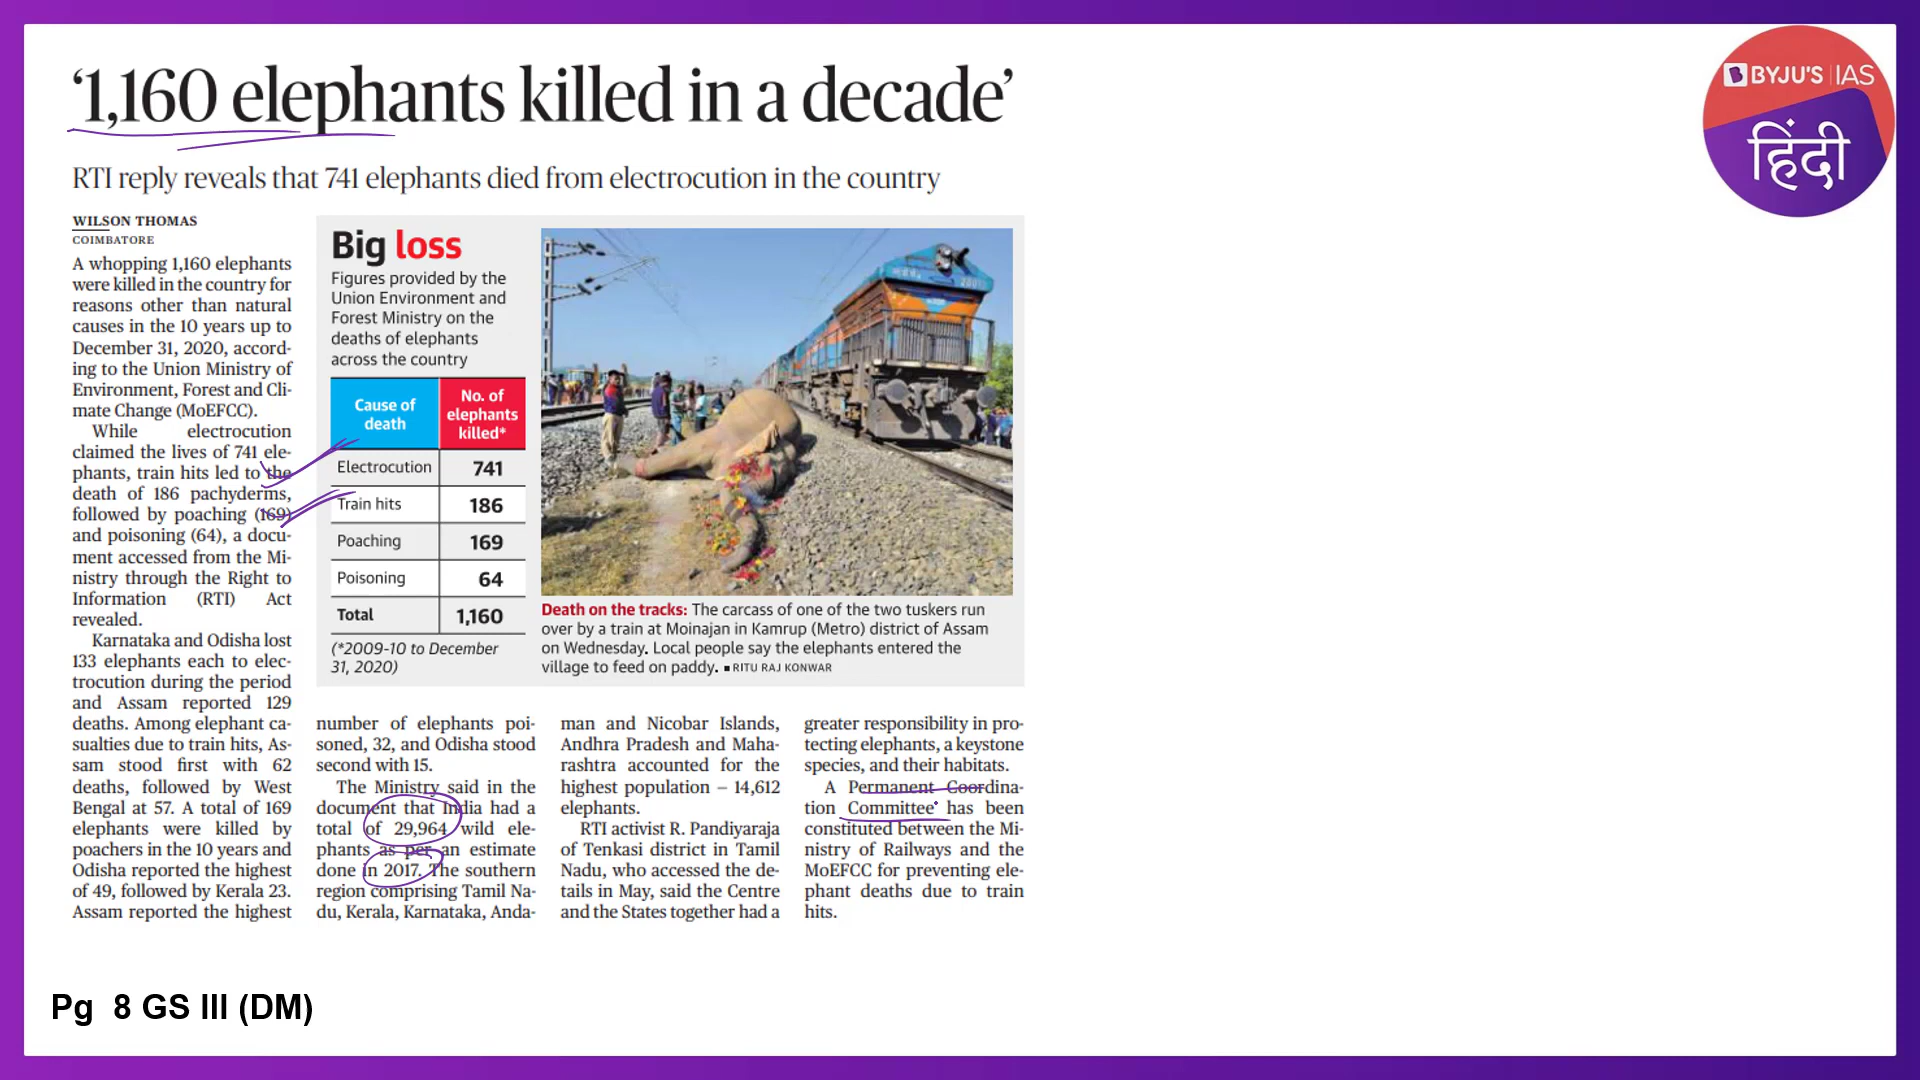 ‘1,160 elephants killed in a decade’
RTI reply reveals that 741 elephants died from electrocution in the country
WILSON THOMAS
COIMBATORE
A whopping 1,160 elephants
were killed in the country for
reasons other than natural
causes in the 10 years up to
December 31, 2020, accord-
ing to the Union Ministry of
Environment, Forest and Cli-
mate Change (MoEFCC).
While electrocution
claimed the lives of 741 ele-
phants, train hits led to the
death of 186 pachyderms,
followed by poaching (169)
and poisoning (64), a docu-
ment accessed from the Mi-
nistry through the Right to
Information (RTI) Act
revealed.
Karnataka and Odisha lost
133 elephants each to elec-
trocution during the period
and Assam reported 129
deaths. Among elephant ca-
sualties due to train hits, As-
sam stood first with 62
deaths, followed by West
Bengal at 57. A total of 169
elephants were killed by
poachers in the 10 years and
Odisha reported the highest
of 49, followed by Kerala 23.
Assam reported the highest
Big loss
Figures provided by the
Union Environment and
Forest Ministry on the
deaths of elephants
across the country
Cause of
death
No. of
elephants
killed*
Electrocution 741
Train hits 186
Poaching 169
Poisoning 64
Total 1,160
(*2009-10 to December
31, 2020)
Death on the tracks: The carcass of one of the two tuskers run
over by a train at Moinajan in Kamrup (Metro) district of Assam
on Wednesday. Local people say the elephants entered the
village to feed on paddy. ■ RITU RAJ KONWAR
number of elephants poi-
soned, 32, and Odisha stood
second with 15.
The Ministry said in the
document that India had a
total of 29,964 wild ele-
phants as per an estimate
done in 2017. The southern
region comprising Tamil Na-
du, Kerala, Karnataka, Anda-
man and Nicobar Islands,
Andhra Pradesh and Maha-
rashtra accounted for the
highest population – 14,612
elephants.
RTI activist R. Pandiyaraja
of Tenkasi district in Tamil
Nadu, who accessed the de-
tails in May, said the Centre
and the States together had a
greater responsibility in pro-
tecting elephants, a keystone
species, and their habitats.
A Permanent Coordina-
tion Committee has been
constituted between the Mi-
nistry of Railways and the
MoEFCC for preventing ele-
phant deaths due to train
hits.
BYJU'S | IAS
हिंदी
Pg 8 GS III (DM)